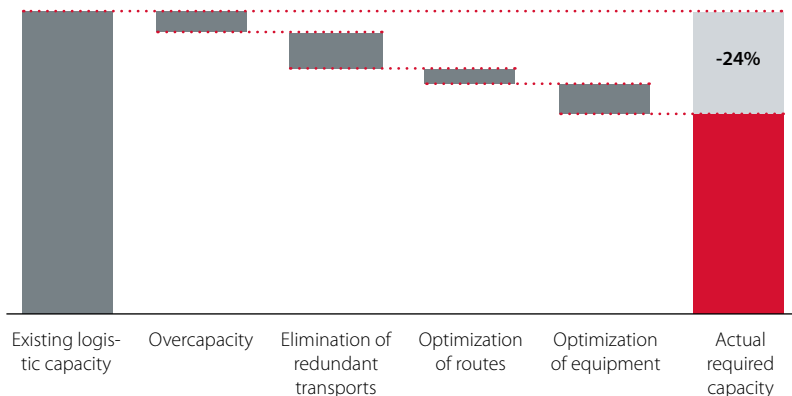 -24%
Existing logis-
tic capacity
Overcapacity
Elimination of
redundant
transports
Optimization
of routes
Optimization
of equipment
Actual
required
capacity